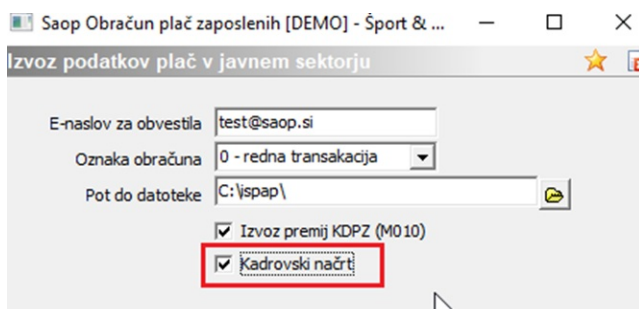 Saop Obračun plač zaposlenih [DEMO] - Šport & ...
Izvoz podatkov plač v javnem sektorju
E-naslov za obvestila test@saop.si
Oznaka obračuna 0 - redna transakacija
Pot do datoteke C:\ispap\
Izvoz premij KDPZ (M010)
Kadrovski načrt